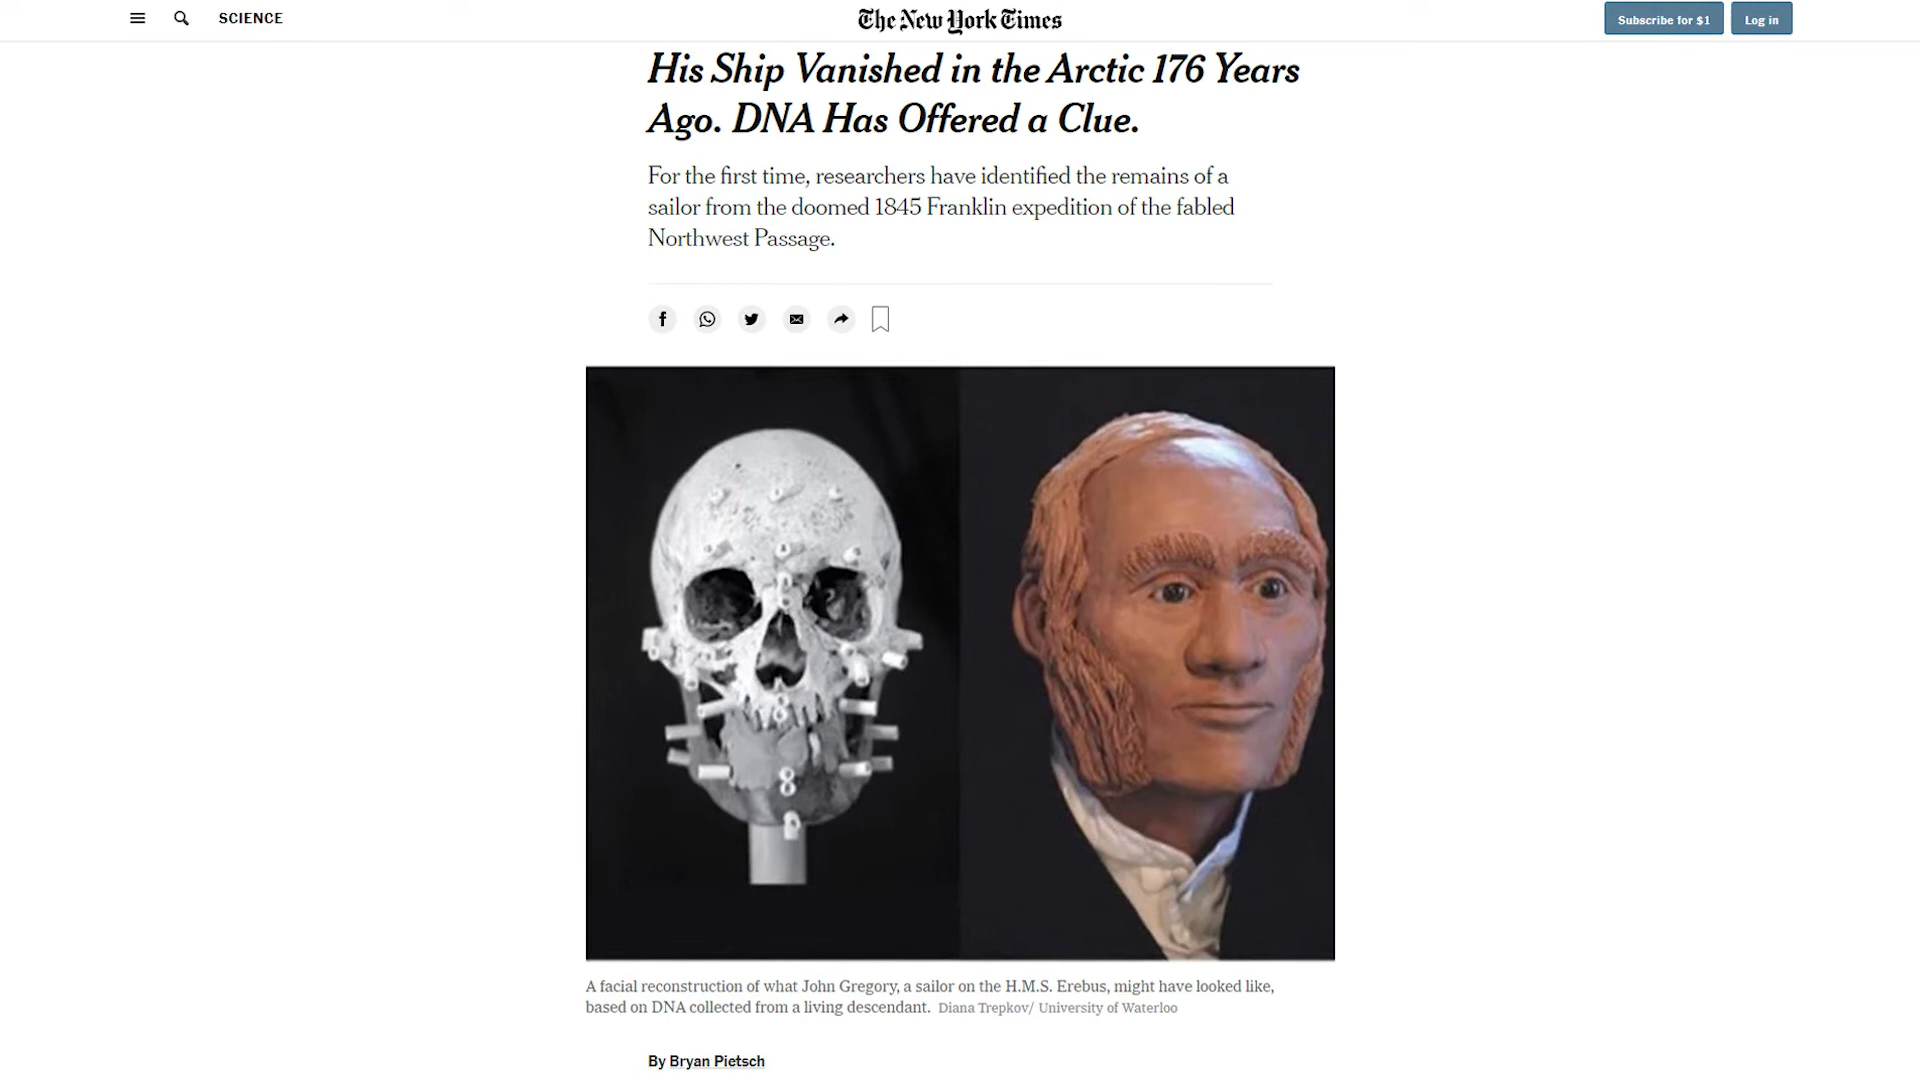 SCIENCE
The New York Times
Subscribe for $1
Log in
His Ship Vanished in the Arctic 176 Years
Ago. DNA Has Offered a Clue.
For the first time, researchers have identified the remains of a
sailor from the doomed 1845 Franklin expedition of the fabled
Northwest Passage.
A facial reconstruction of what John Gregory, a sailor on the H.M.S. Erebus, might have looked like,
based on DNA collected from a living descendant. Diana Trepkov/ University of Waterloo
By Bryan Pietsch